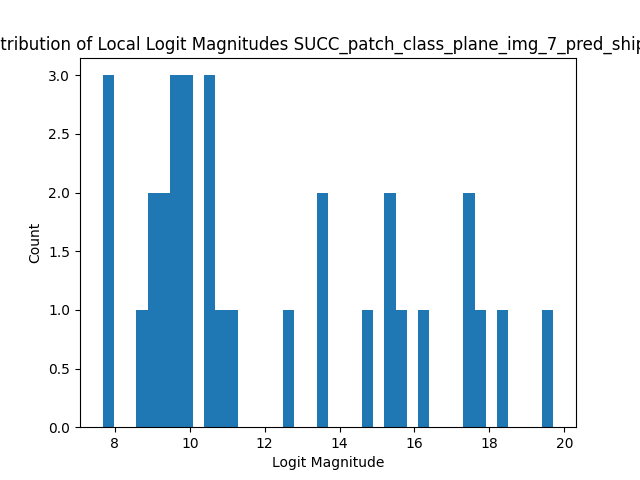 tribution of Local Logit Magnitudes SUCC_patch_class_plane_img_7_pred_ship
3.0
2.5
2.0
1.5
1.0
0.5
0.0
Count
8 10 12 14 16 18 20
Logit Magnitude